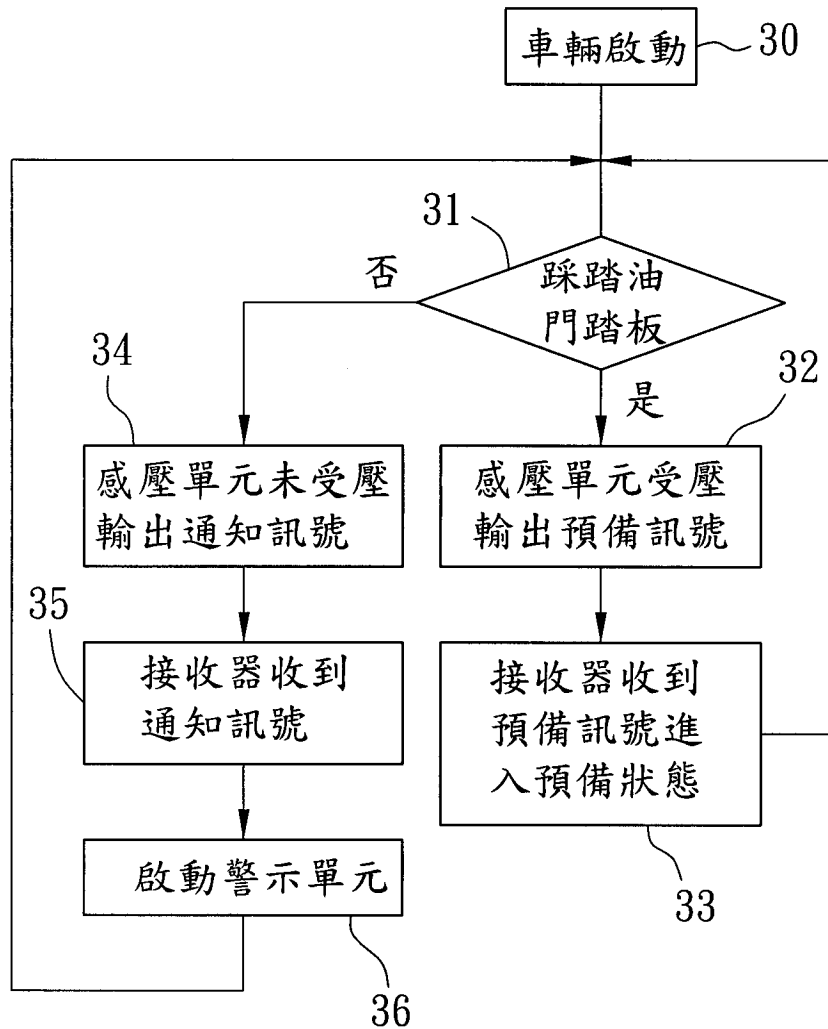 車輛啟動
30
31
踩踏油
門踏板
否
是
34
感壓單元未受壓
輸出通知訊號
32
感壓單元受壓
輸出預備訊號
35
接收器收到
通知訊號
接收器收到
預備訊號進
入預備狀態
33
啟動警示單元
36